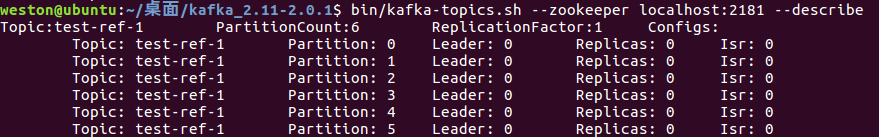 weston@ubuntu:~/桌面/kafka_2.11-2.0.1$ bin/kafka-topics.sh --zookeeper localhost:2181 --describe
Topic:test-ref-1	PartitionCount:6	ReplicationFactor:1	Configs:
	Topic: test-ref-1	Partition: 0	Leader: 0	Replicas: 0	Isr: 0
	Topic: test-ref-1	Partition: 1	Leader: 0	Replicas: 0	Isr: 0
	Topic: test-ref-1	Partition: 2	Leader: 0	Replicas: 0	Isr: 0
	Topic: test-ref-1	Partition: 3	Leader: 0	Replicas: 0	Isr: 0
	Topic: test-ref-1	Partition: 4	Leader: 0	Replicas: 0	Isr: 0
	Topic: test-ref-1	Partition: 5	Leader: 0	Replicas: 0	Isr: 0